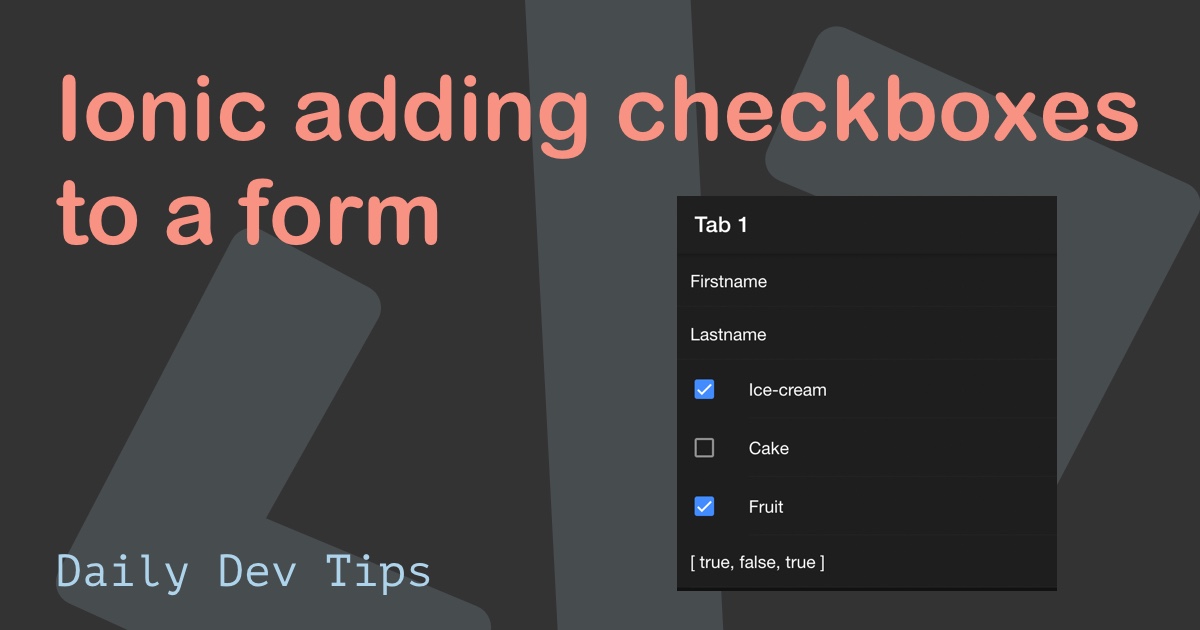 Ionic adding checkboxes
to a form
Tab 1
Firstname
Lastname
Ice-cream
Cake
Fruit
[ true, false, true ]
Daily Dev Tips